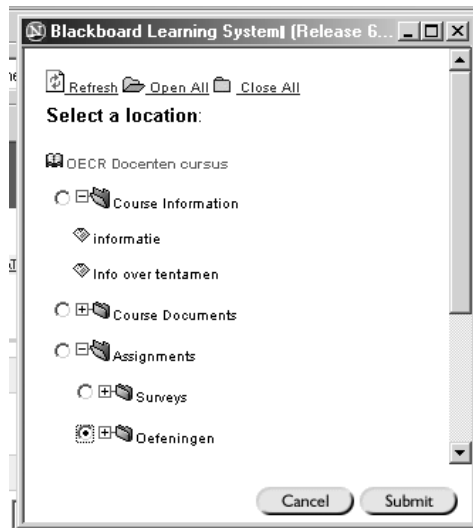 Blackboard Learning System (Release 6...
Refresh Open All Close All
Select a location:
OECR Docenten cursus
Course Information
informatie
Info over tentamen
Course Documents
Assignments
Surveys
Oefeningen
Cancel Submit